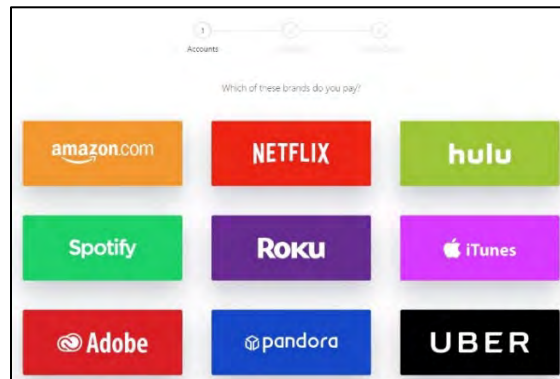 1
Accounts
Which of these brands do you pay?
amazon.com
NETFLIX
hulu
Spotify
ROKU
iTunes
Adobe
pandora
UBER